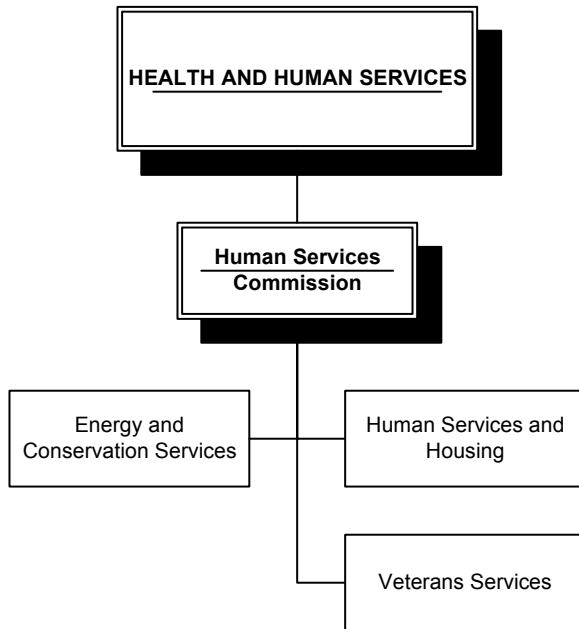 HEALTH AND HUMAN SERVICES
Human Services
Commission
Energy and
Conservation Services
Human Services and
Housing
Veterans Services